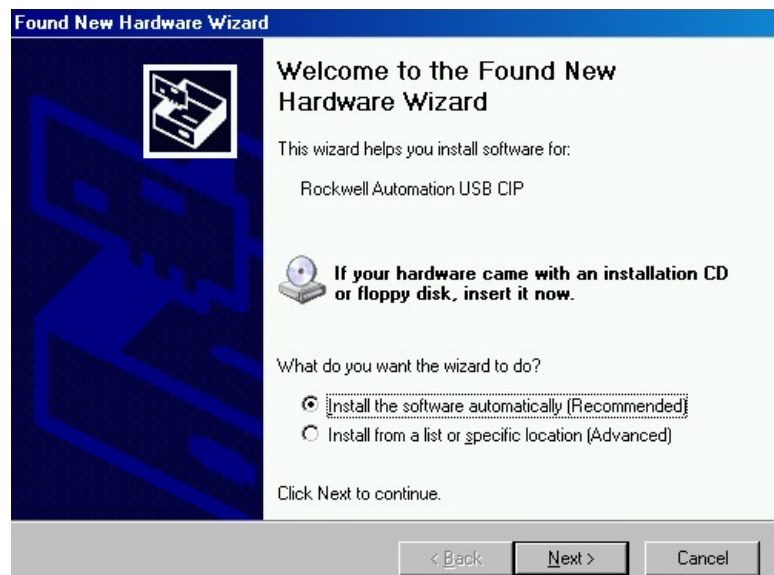 Found New Hardware Wizard
Welcome to the Found New
Hardware Wizard
This wizard helps you install software for:
Rockwell Automation USB CIP
If your hardware came with an installation CD
or floppy disk, insert it now.
What do you want the wizard to do?
Install the software automatically (Recommended)
Install from a list or specific location (Advanced)
Click Next to continue.
< Back Next > Cancel